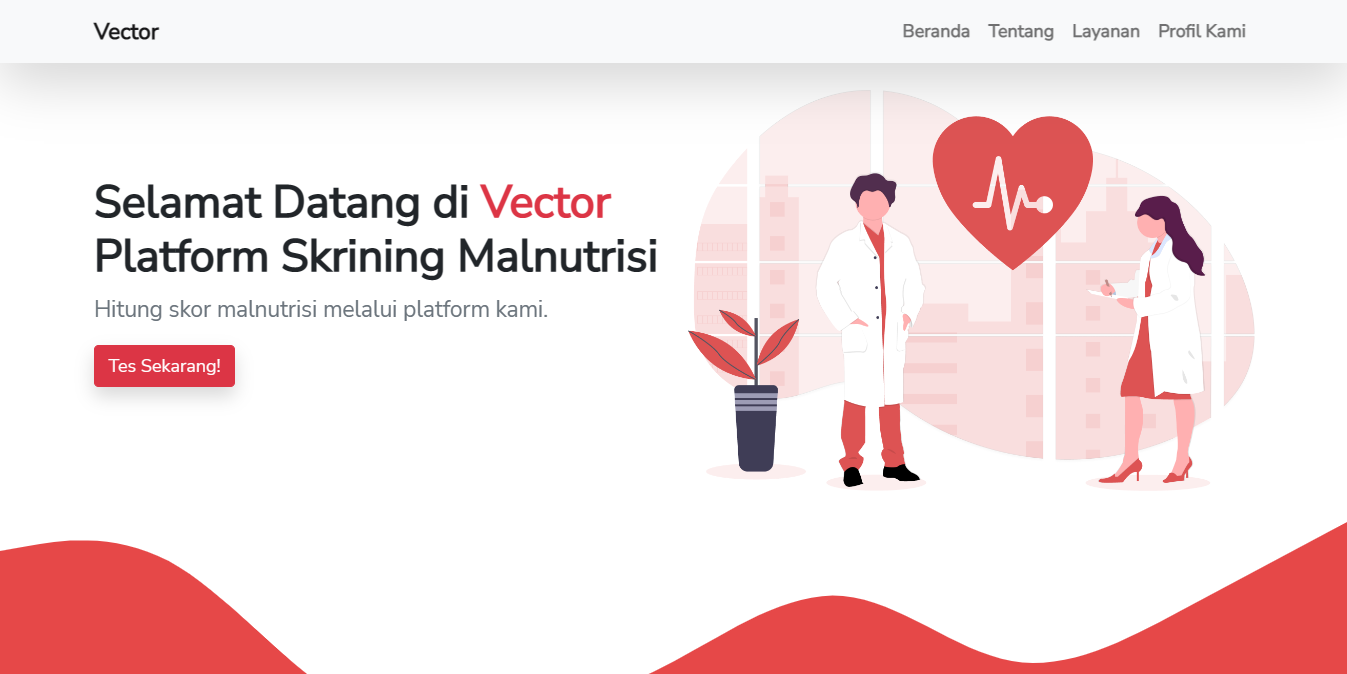 Vector
Beranda Tentang Layanan Profil Kami
Selamat Datang di Vector
Platform Skrining Malnutrisi
Hitung skor malnutrisi melalui platform kami.
Tes Sekarang!